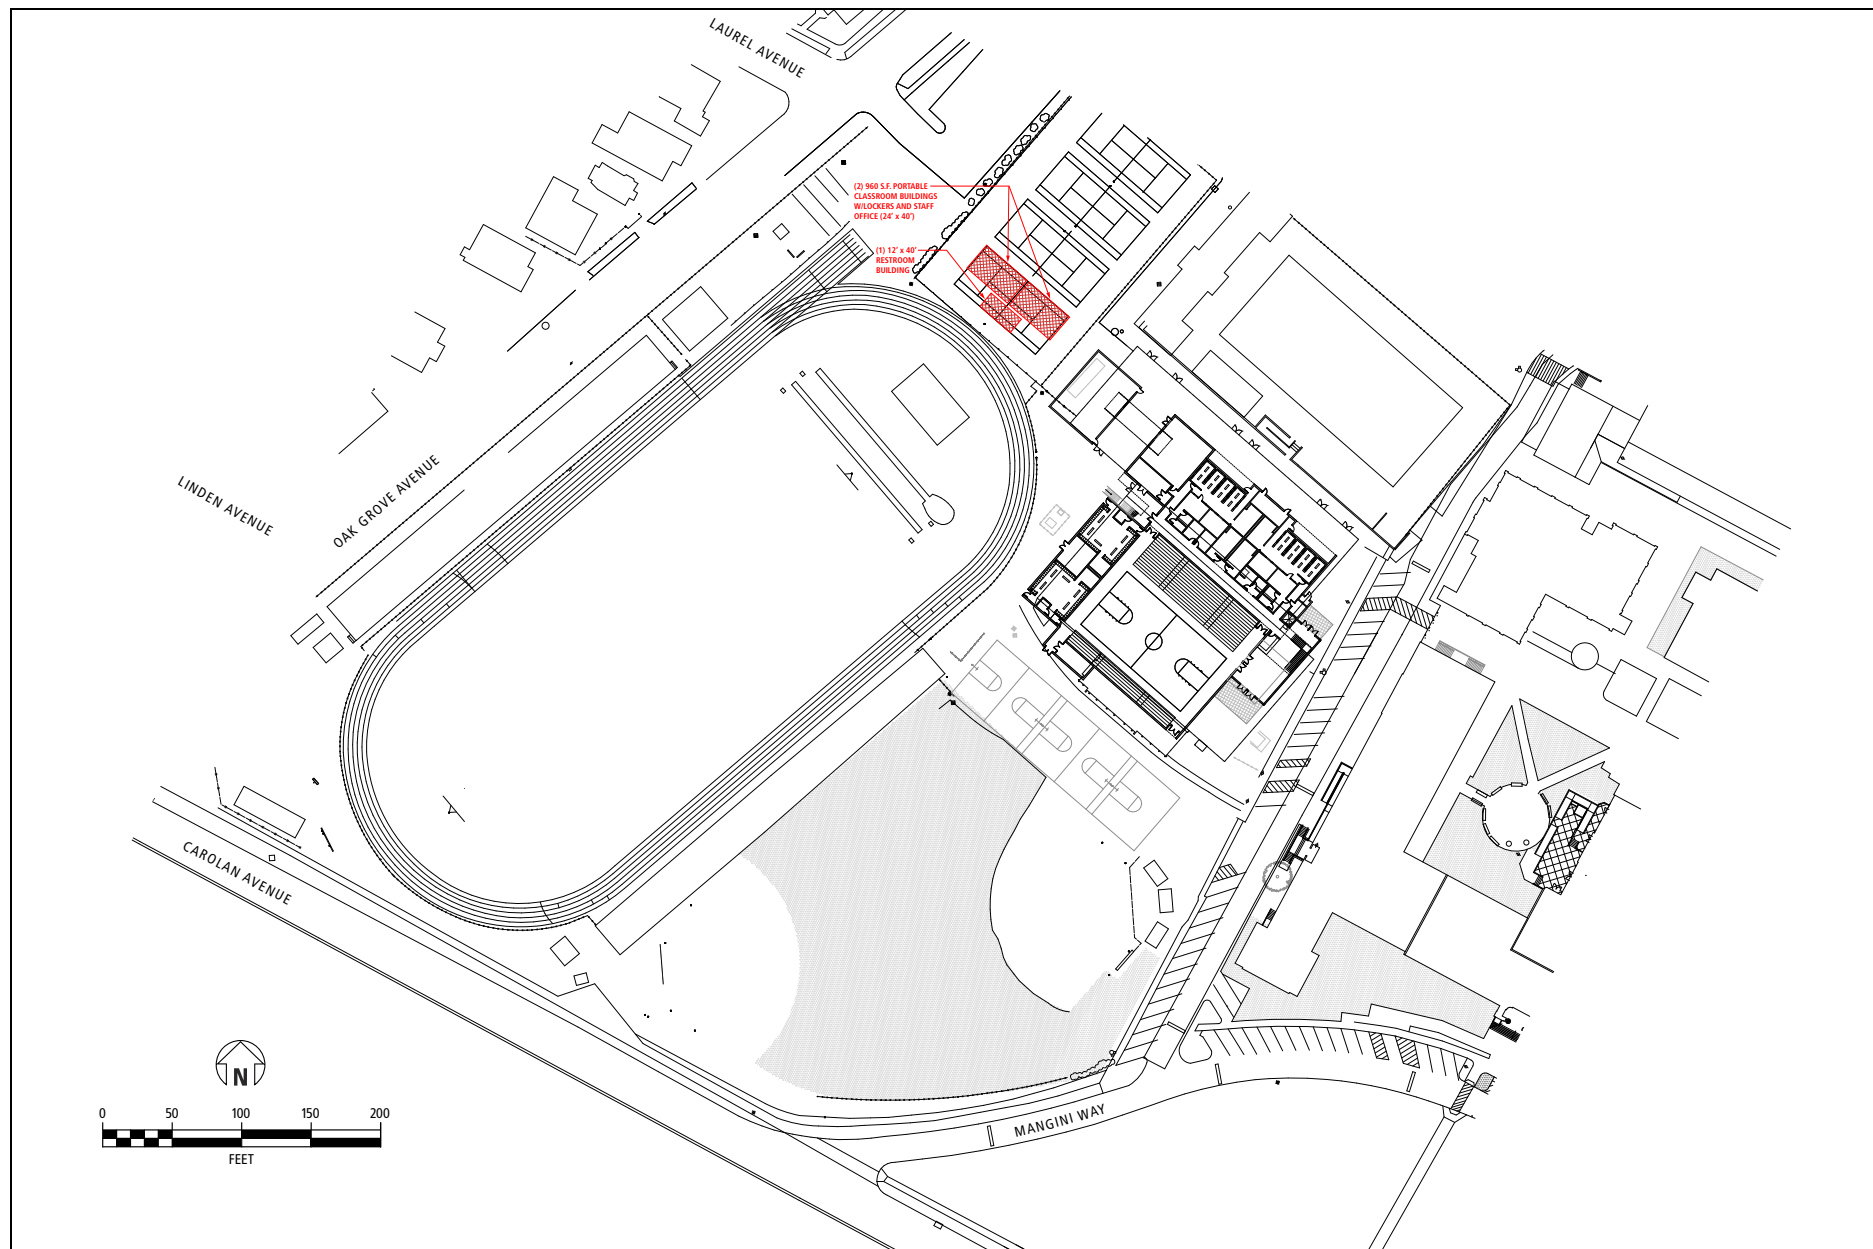 LAUREL AVENUE
(2) 960 S.F. PORTABLE
CLASSROOM BUILDINGS
W/LOCKERS AND STAFF
OFFICE (24' x 40')
(1) 12' x 40'
RESTROOM
BUILDING
LINDEN AVENUE
OAK GROVE AVENUE
CAROLAN AVENUE
N
0 50 100 150 200
FEET
MANGINI WAY